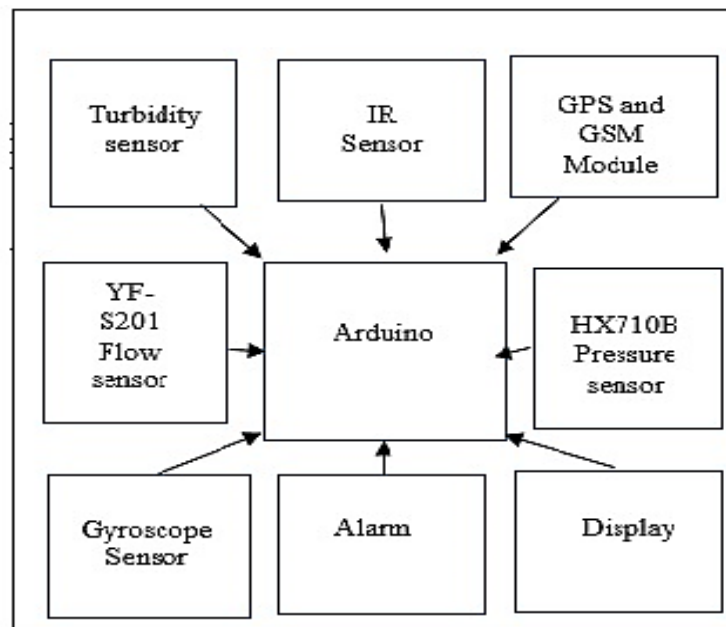 Turbidity
sensor
IR
Sensor
GPS and
GSM
Module
YF-
S201
Flow
sensor
Arduino
HX710B
Pressure
sensor
Gyroscope
Sensor
Alarm
Display